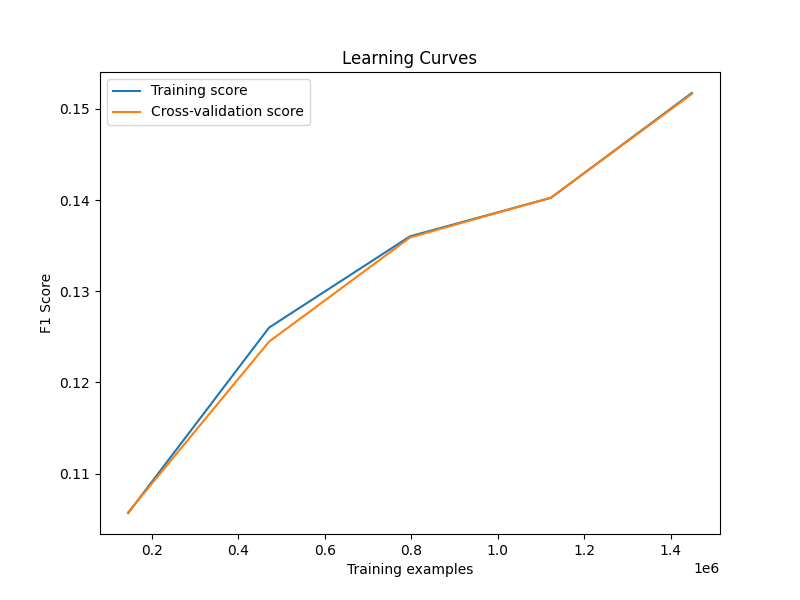 Learning Curves
Training score
Cross-validation score
0.15
0.14
0.13
0.12
0.11
F1 Score
0.2 0.4 0.6 0.8 1.0 1.2 1.4
1e6
Training examples